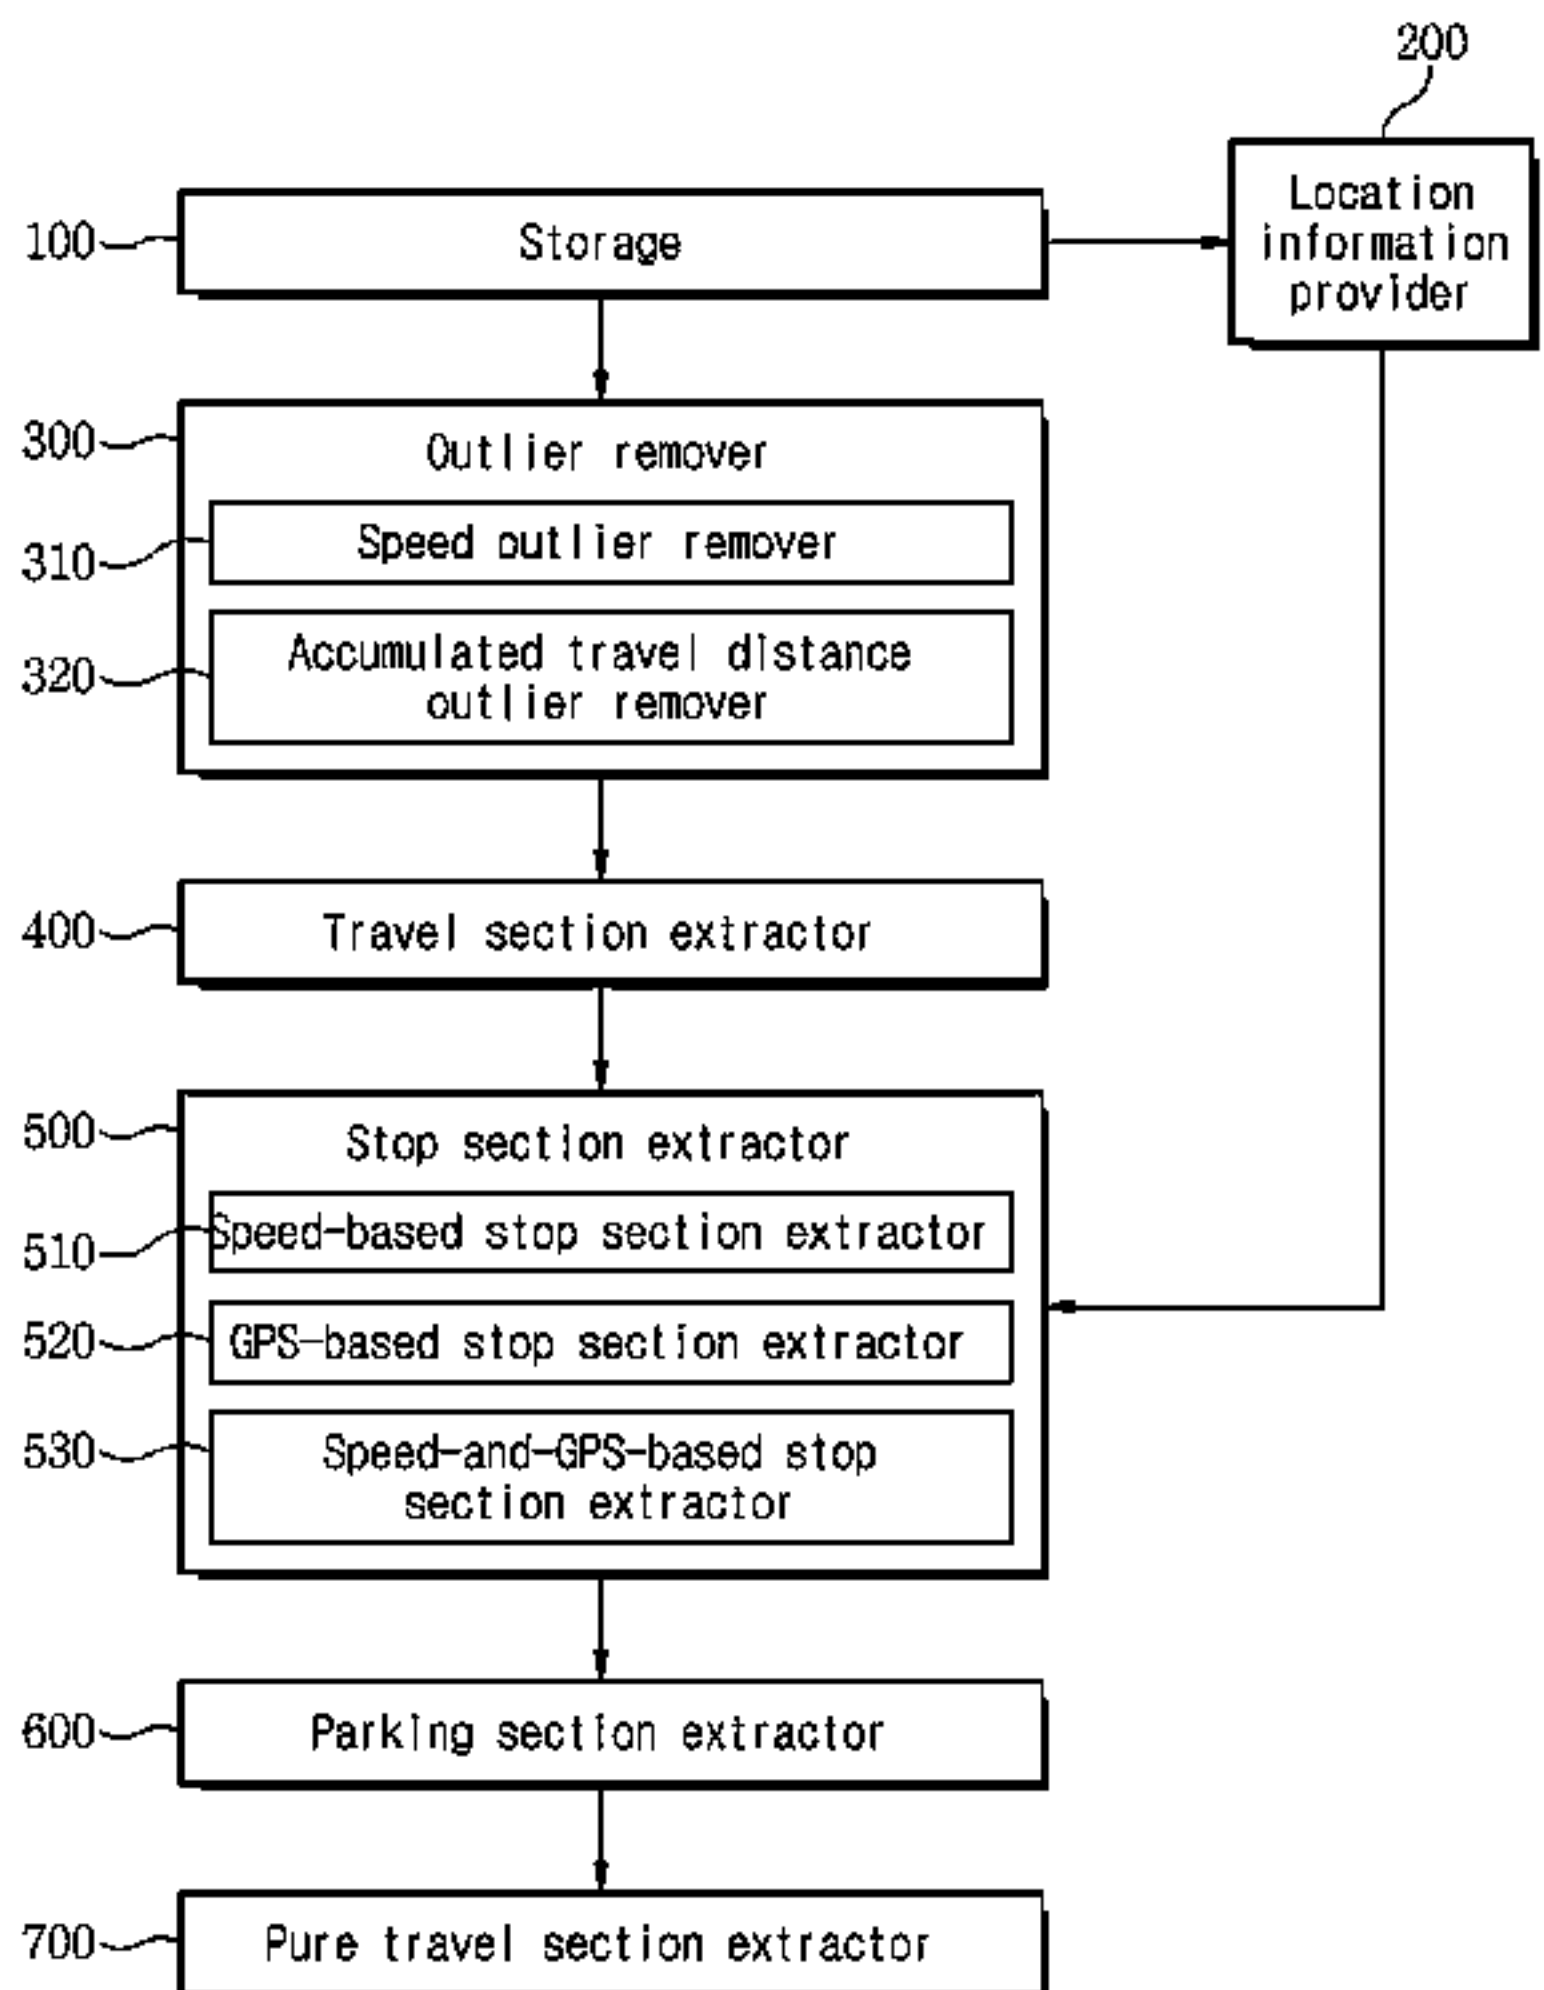 200
Location
information
provider
100
Storage
300
Outlier remover
310
Speed outlier remover
320
Accumulated travel distance
outlier remover
400
Travel section extractor
500
Stop section extractor
510
Speed-based stop section extractor
520
GPS-based stop section extractor
530
Speed-and-GPS-based stop
section extractor
600
Parking section extractor
700
Pure travel section extractor